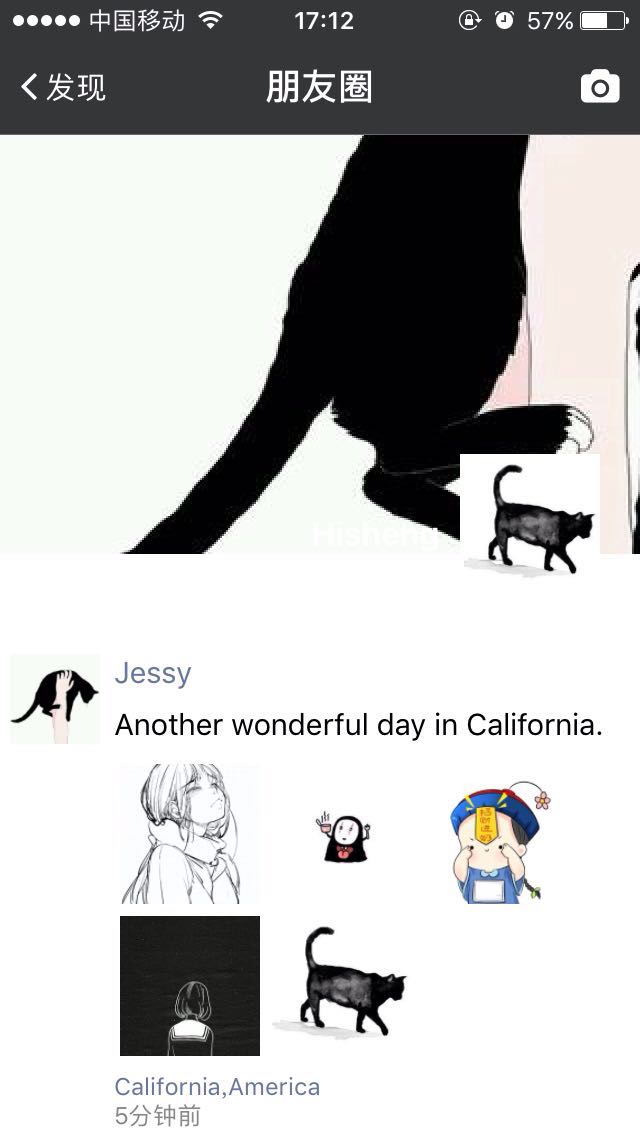 中国移动 17:12 57%
发现 朋友圈
Hisheng
Jessy
Another wonderful day in California.
California,America
5分钟前